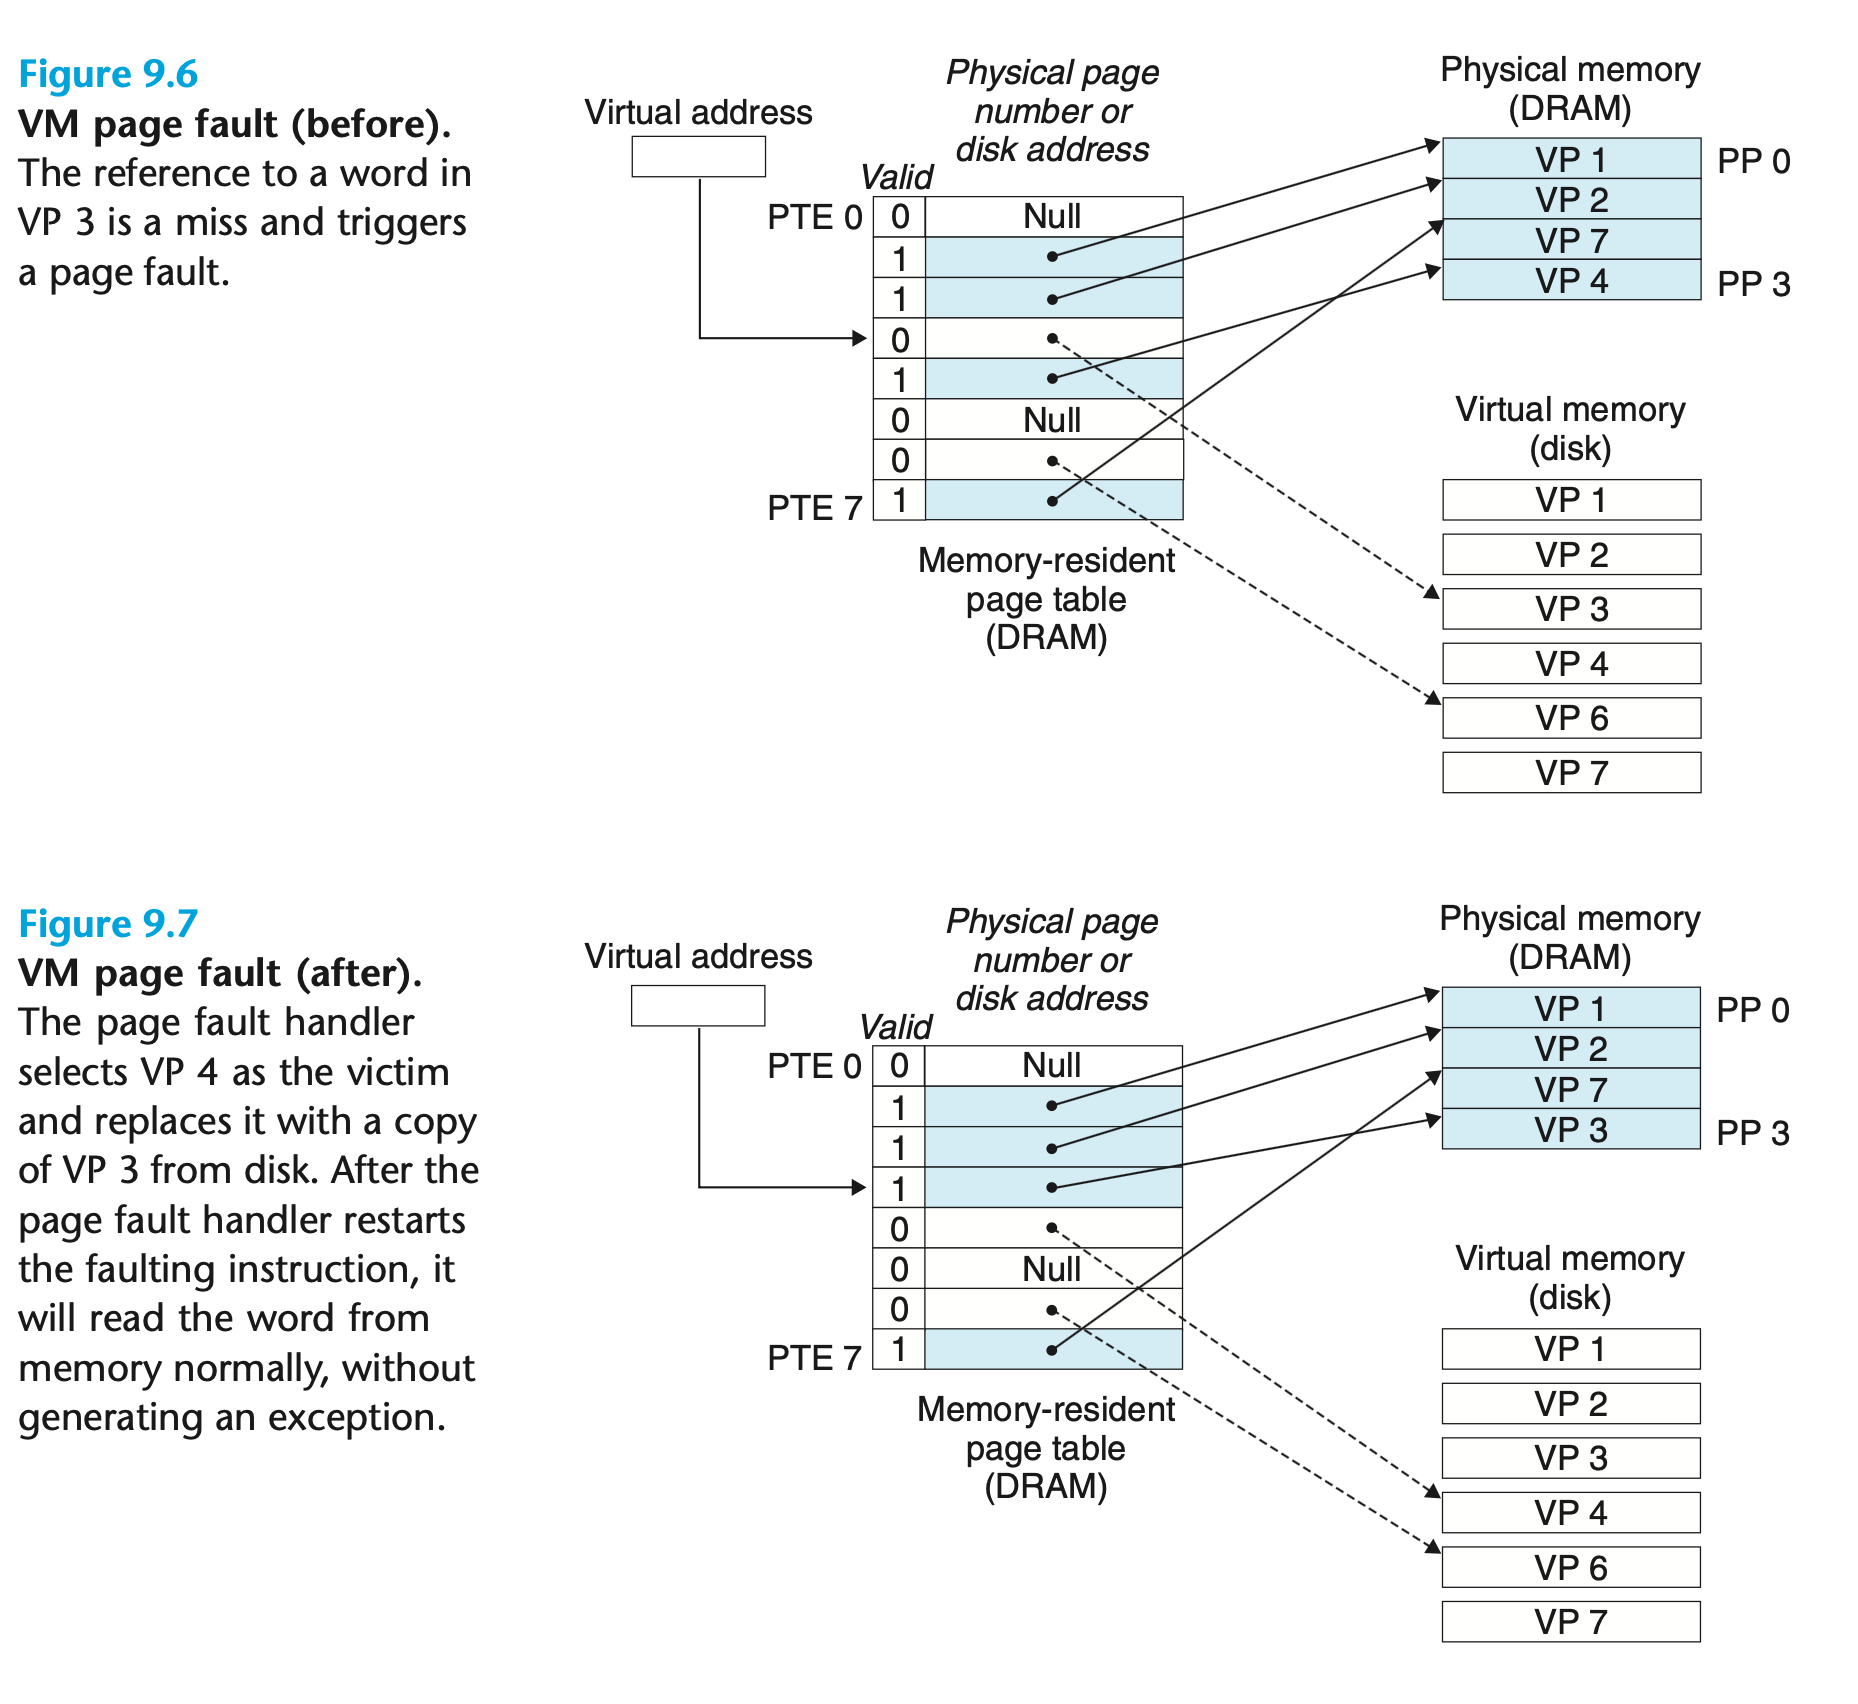 Figure 9.6
VM page fault (before).
The reference to a word in
VP 3 is a miss and triggers
a page fault.
Virtual address
Physical page
number or
disk address
Valid
PTE 0
0
Null
1
1
0
1
0
Null
0
PTE 7
1
Memory-resident
page table
(DRAM)
Physical memory
(DRAM)
VP 1
PP 0
VP 2
VP 7
VP 4
PP 3
Virtual memory
(disk)
VP 1
VP 2
VP 3
VP 4
VP 6
VP 7
Figure 9.7
VM page fault (after).
The page fault handler
selects VP 4 as the victim
and replaces it with a copy
of VP 3 from disk. After the
page fault handler restarts
the faulting instruction, it
will read the word from
memory normally, without
generating an exception.
Virtual address
Physical page
number or
disk address
Valid
PTE 0
0
Null
1
1
1
0
0
Null
0
PTE 7
1
Memory-resident
page table
(DRAM)
Physical memory
(DRAM)
VP 1
PP 0
VP 2
VP 7
VP 3
PP 3
Virtual memory
(disk)
VP 1
VP 2
VP 3
VP 4
VP 6
VP 7